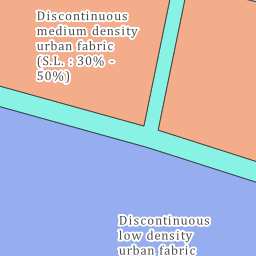 Discontinuous
medium density
urban fabric
(S.L. : 30% -
50%)
Discontinuous
low density
urban fabric